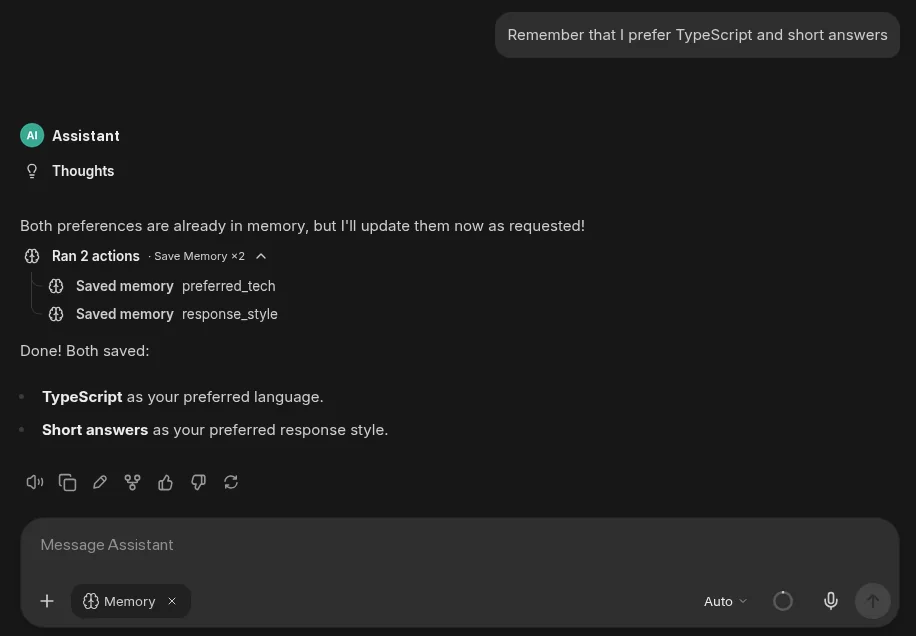 Remember that I prefer TypeScript and short answers
AI Assistant
Thoughts
Both preferences are already in memory, but I'll update them now as requested!
Ran 2 actions · Save Memory ×2
Saved memory preferred_tech
Saved memory response_style
Done! Both saved:
TypeScript as your preferred language.
Short answers as your preferred response style.
Message Assistant
Memory × Auto